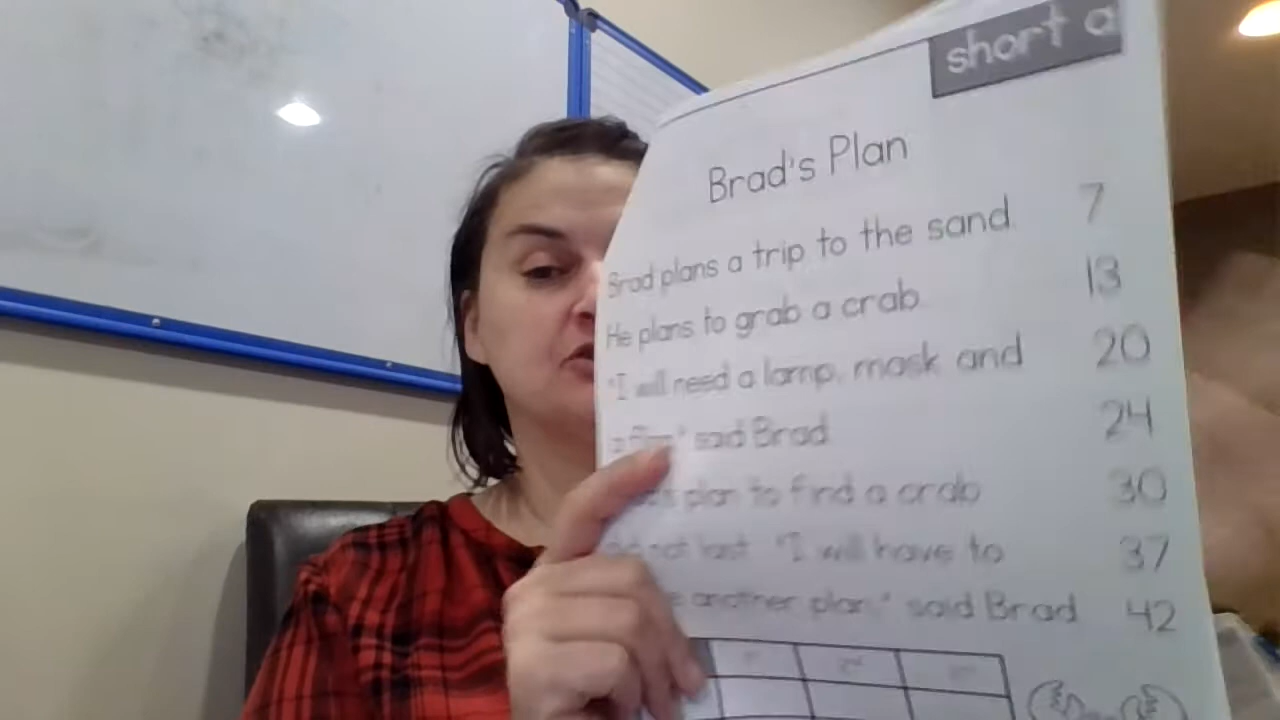 short a
Brad's Plan
Brad plans a trip to the sand. 7
He plans to grab a crab. 13
"I will need a lamp, mask and 20
a said Brad. 24
plan to find a crab 30
not last. "I will have to 37
another plan," said Brad. 42